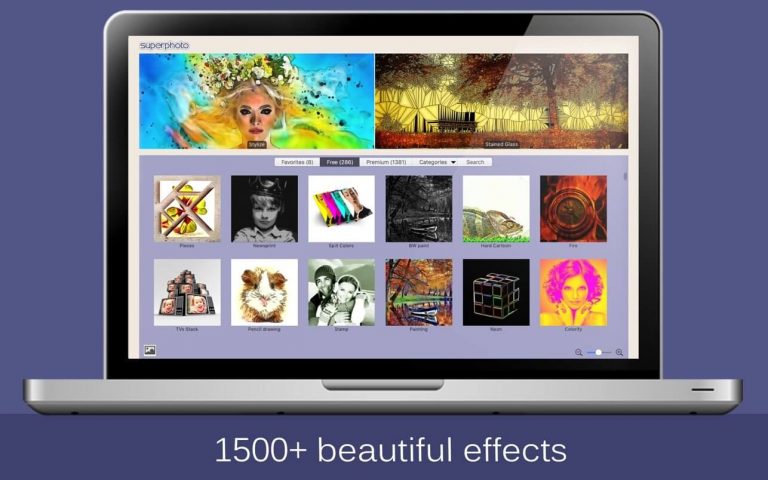 superphoto
Stylize
Stained Glass
Favorites (8) Free (286) Premium (1381) Categories Search
Pieces Newsprint Split Colors BW paint Hard Cartoon Fire
TVs Stack Pencil drawing Stamp Painting Neon Colorify
1500+ beautiful effects